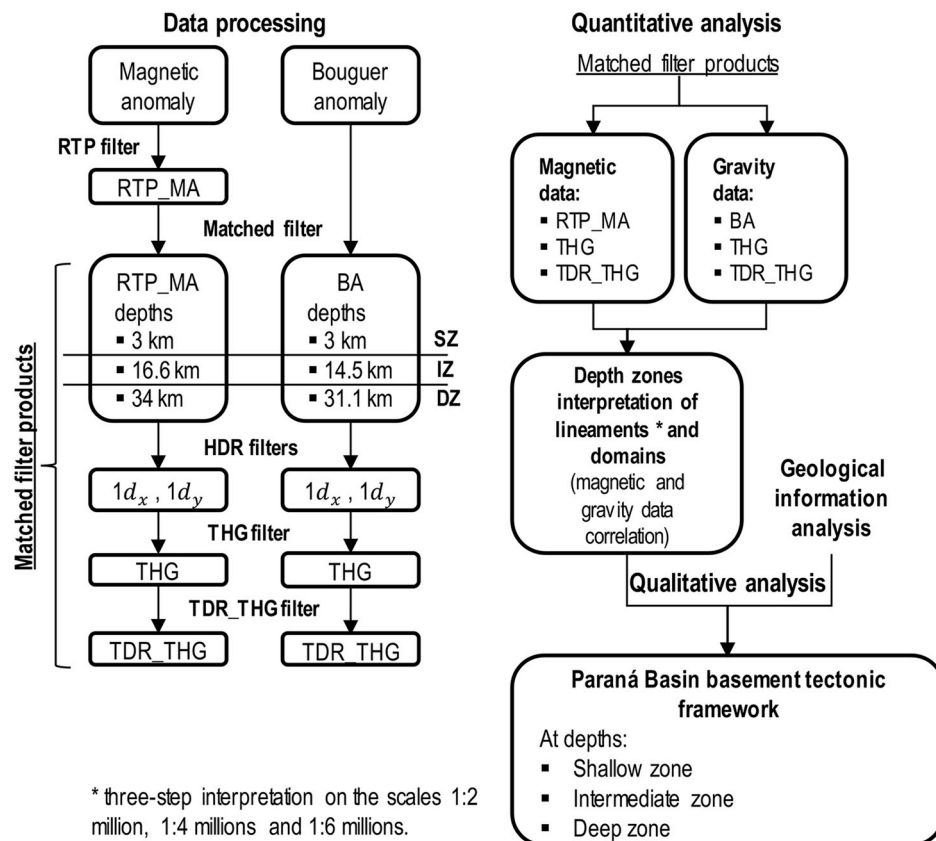 Data processing
Magnetic
anomaly
Bouguer
anomaly
RTP filter
RTP_MA
Matched filter
RTP_MA
depths
▪ 3 km
▪ 16.6 km
▪ 34 km
BA
depths
▪ 3 km
▪ 14.5 km
▪ 31.1 km
SZ
IZ
DZ
Matched filter products
HDR filters
1dx , 1dy
1dx , 1dy
THG filter
THG
THG
TDR_THG filter
TDR_THG
TDR_THG
* three-step interpretation on the scales 1:2
million, 1:4 millions and 1:6 millions.
Quantitative analysis
Matched filter products
Magnetic
data:
▪ RTP_MA
▪ THG
▪ TDR_THG
Gravity
data:
▪ BA
▪ THG
▪ TDR_THG
Depth zones
interpretation of
lineaments * and
domains
(magnetic and
gravity data
correlation)
Geological
information
analysis
Qualitative analysis
Paraná Basin basement tectonic
framework
At depths:
▪ Shallow zone
▪ Intermediate zone
▪ Deep zone